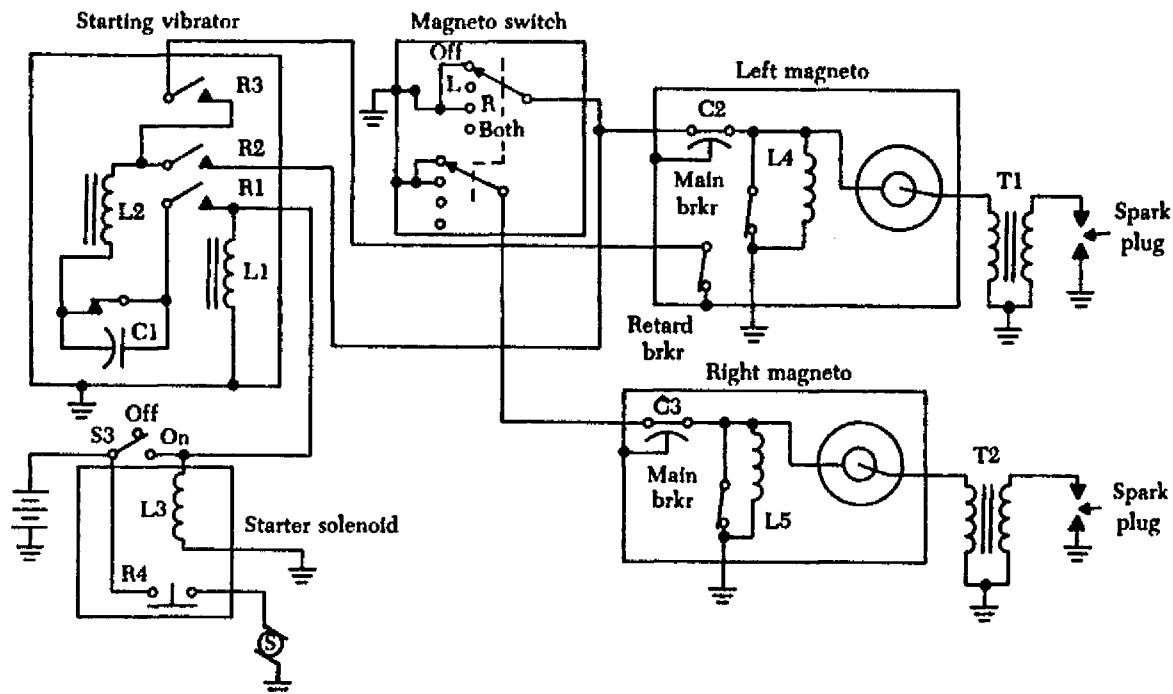 Starting vibrator
Magneto switch
R3
R2
R1
L2
L1
C1
Off
L
R
Both
Left magneto
C2
L4
Main
brkr
Retard
brkr
T1
Spark
plug
Off
S3
On
L3
Starter solenoid
R4
S
Right magneto
C3
Main
brkr
L5
T2
Spark
plug